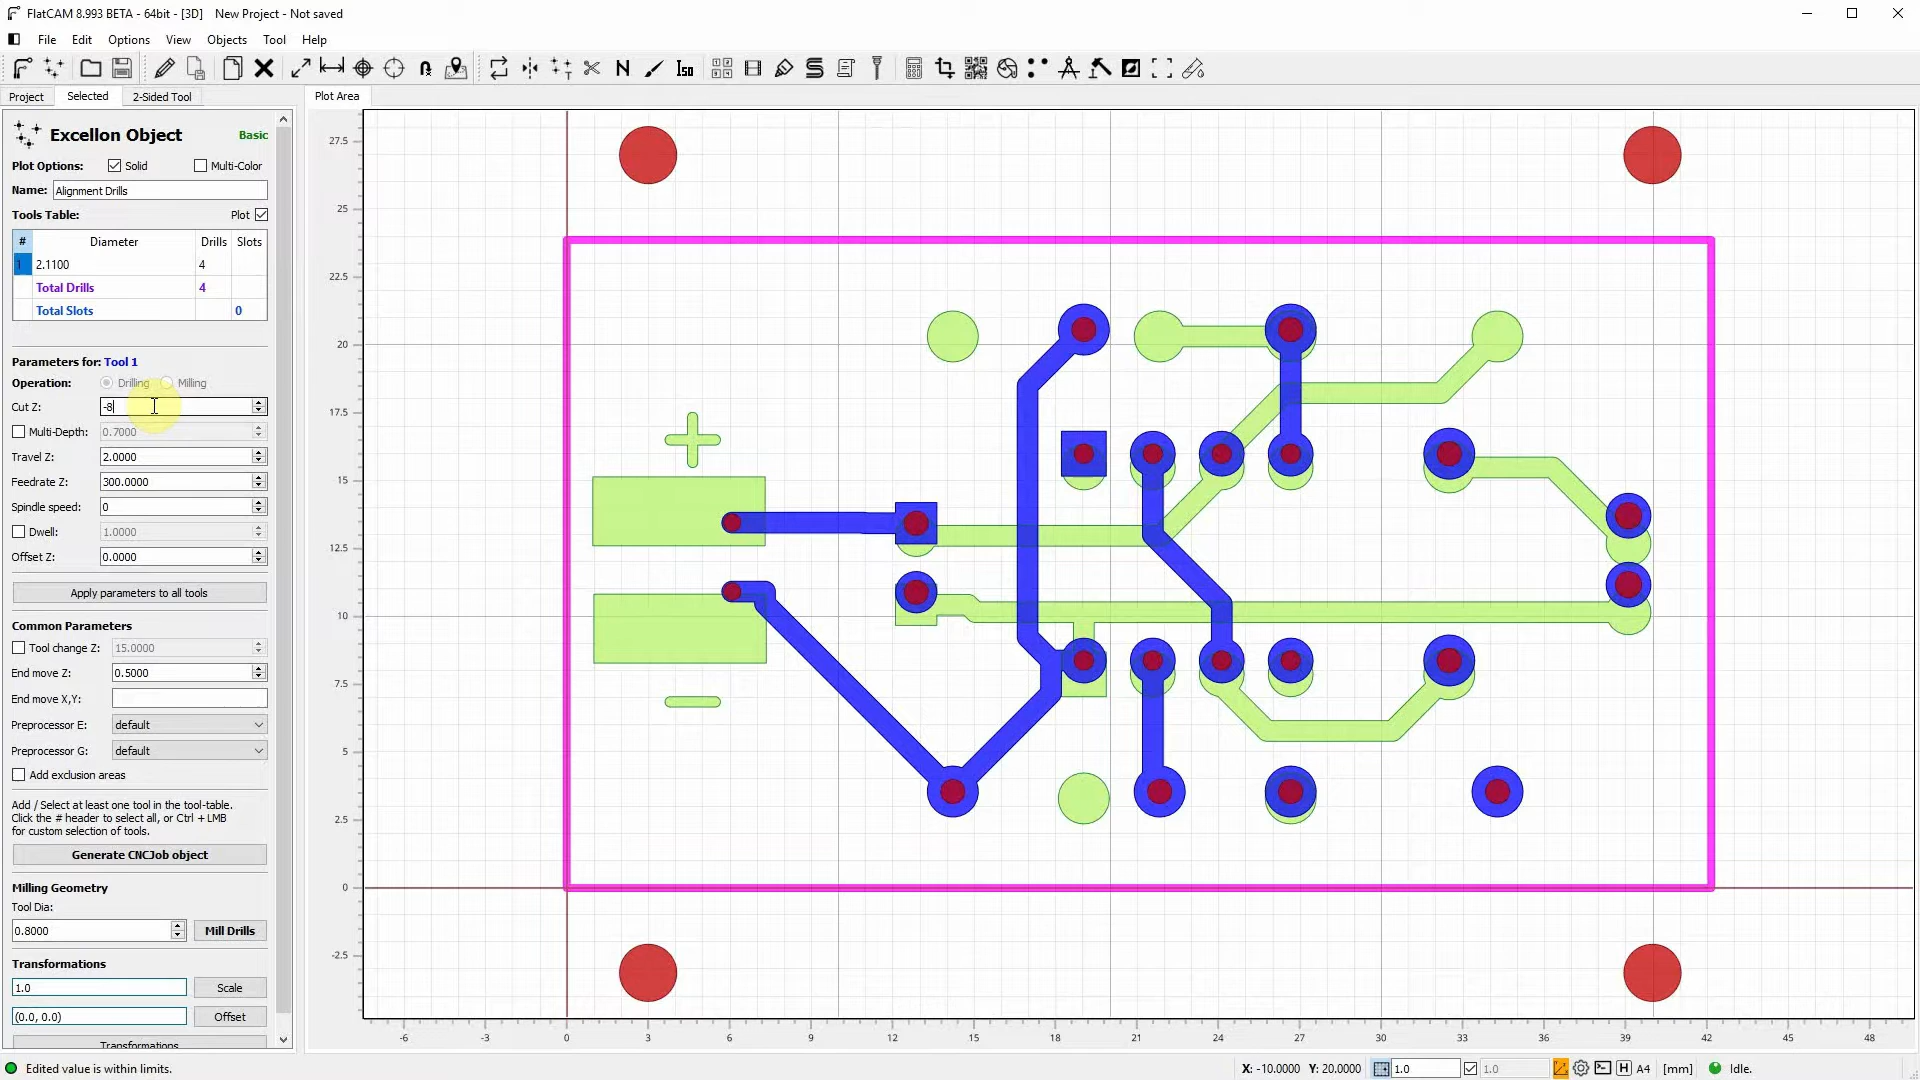 FlatCAM 8.993 BETA - 64bit - [3D]    New Project - Not saved
File Edit Options View Objects Tool Help
Iso
Project Selected 2-Sided Tool
Plot Area
Excellon Object Basic
Plot Options: Solid Multi-Color
Name: Alignment Drills
Tools Table: Plot
# Diameter Drills Slots
1 2.1100 4
Total Drills 4
Total Slots 0
Parameters for: Tool 1
Operation: Drilling Milling
Cut Z: -8
Multi-Depth: 0.7000
Travel Z: 2.0000
Feedrate Z: 300.0000
Spindle speed: 0
Dwell: 1.0000
Offset Z: 0.0000
Apply parameters to all tools
Common Parameters
Tool change Z: 15.0000
End move Z: 0.5000
End move X,Y:
Preprocessor E: default
Preprocessor G: default
Add exclusion areas
Add / Select at least one tool in the tool-table.
Click the # header to select all, or Ctrl + LMB
for custom selection of tools.
Generate CNCJob object
Milling Geometry
Tool Dia:
0.8000 Mill Drills
Transformations
1.0 Scale
(0.0, 0.0) Offset
Transformations
27.5
25
22.5
20
17.5
15
12.5
10
7.5
5
2.5
0
-2.5
-6 -3 0 3 6 9 12 15 18 21 24 27 30 33 36 39 42 45 48
Edited value is within limits.
X: -10.0000 Y: 20.0000 1.0 1.0 H A4 [mm] Idle.